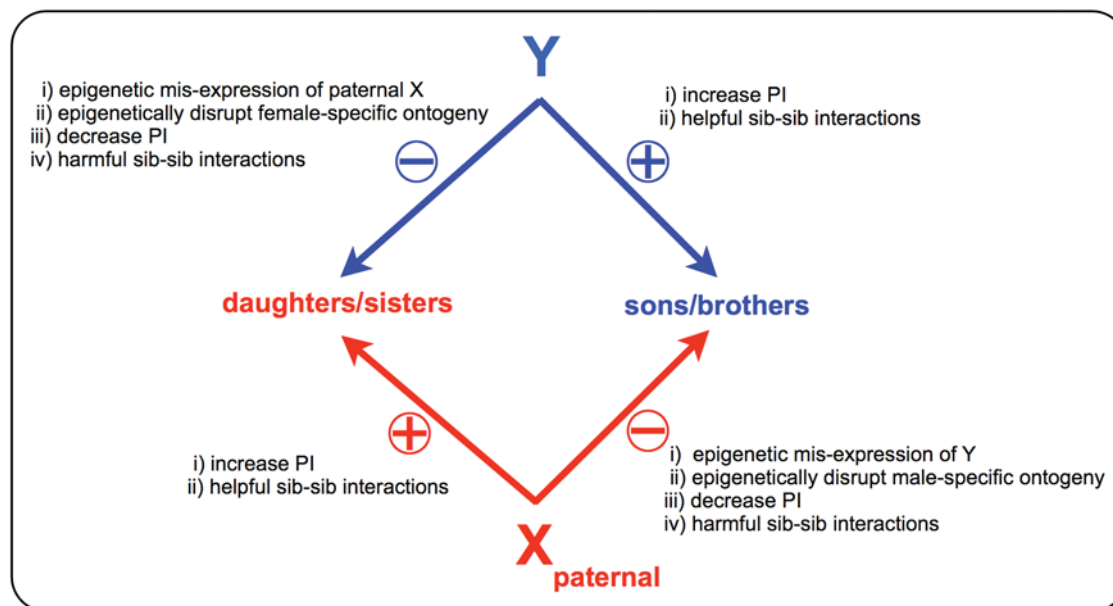 Y
i) epigenetic mis-expression of paternal X
ii) epigenetically disrupt female-specific ontogeny
iii) decrease PI
iv) harmful sib-sib interactions
−
i) increase PI
ii) helpful sib-sib interactions
+
daughters/sisters
sons/brothers
+
i) increase PI
ii) helpful sib-sib interactions
−
i) epigenetic mis-expression of Y
ii) epigenetically disrupt male-specific ontogeny
iii) decrease PI
iv) harmful sib-sib interactions
X paternal